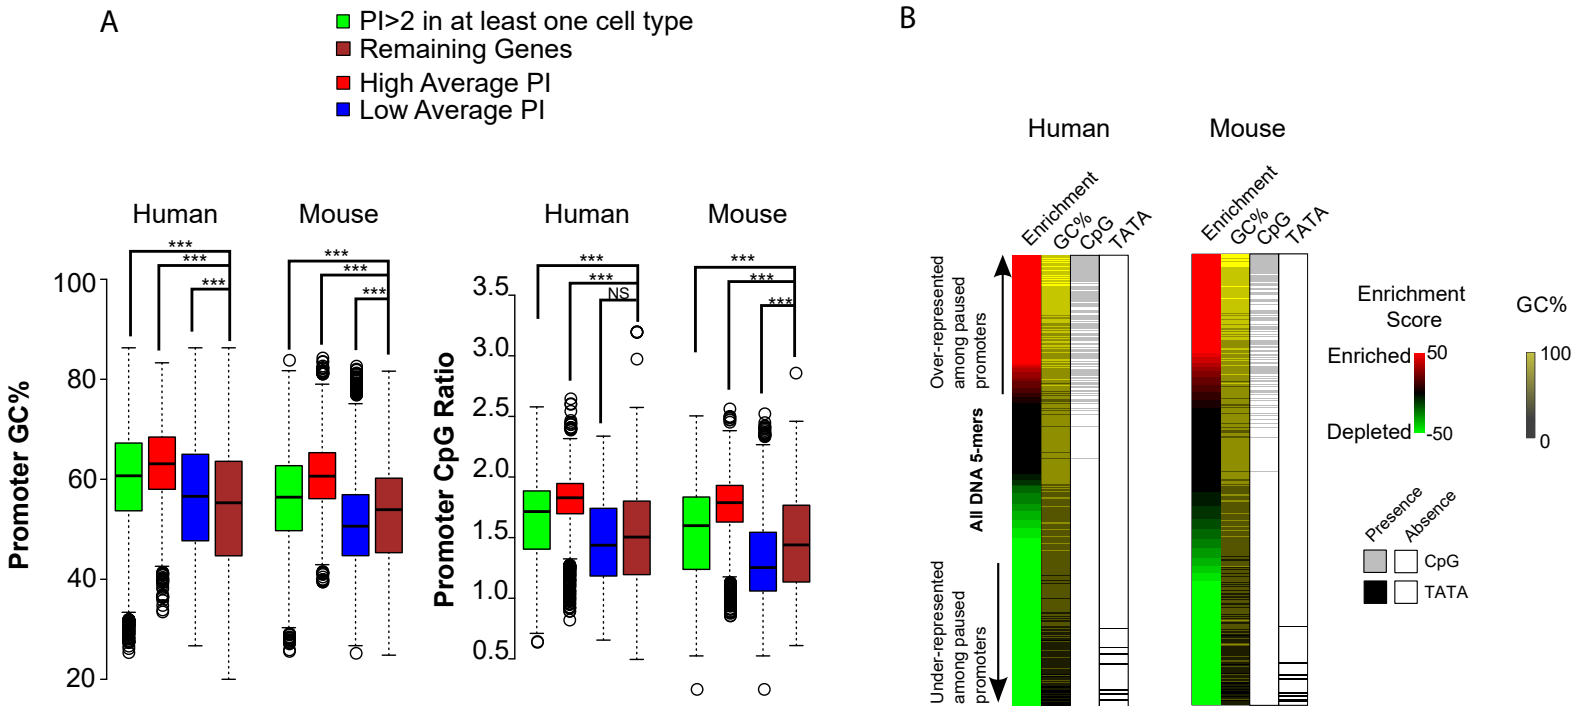 A
PI>2 in at least one cell type
Remaining Genes
High Average PI
Low Average PI
Human
Mouse
***
***
***
***
***
***
Promoter GC%
100
80
60
40
20
Human
Mouse
***
***
NS
***
***
***
Promoter CpG Ratio
3.5
3.0
2.5
2.0
1.5
1.0
0.5
B
Human
Mouse
Enrichment
GC%
CpG
TATA
Enrichment
GC%
CpG
TATA
Over-represented
among paused
promoters
All DNA 5-mers
Under-represented
among paused
promoters
Enrichment
Score
Enriched
50
Depleted
-50
GC%
100
0
Presence
Absence
CpG
TATA